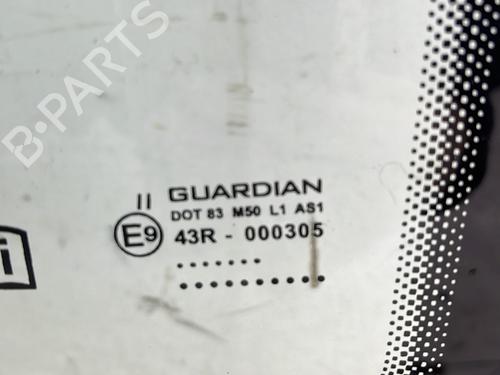 B-PARTS
II GUARDIAN
DOT 83 M50 L1 AS1
E9 43R - 000305
.......
..........